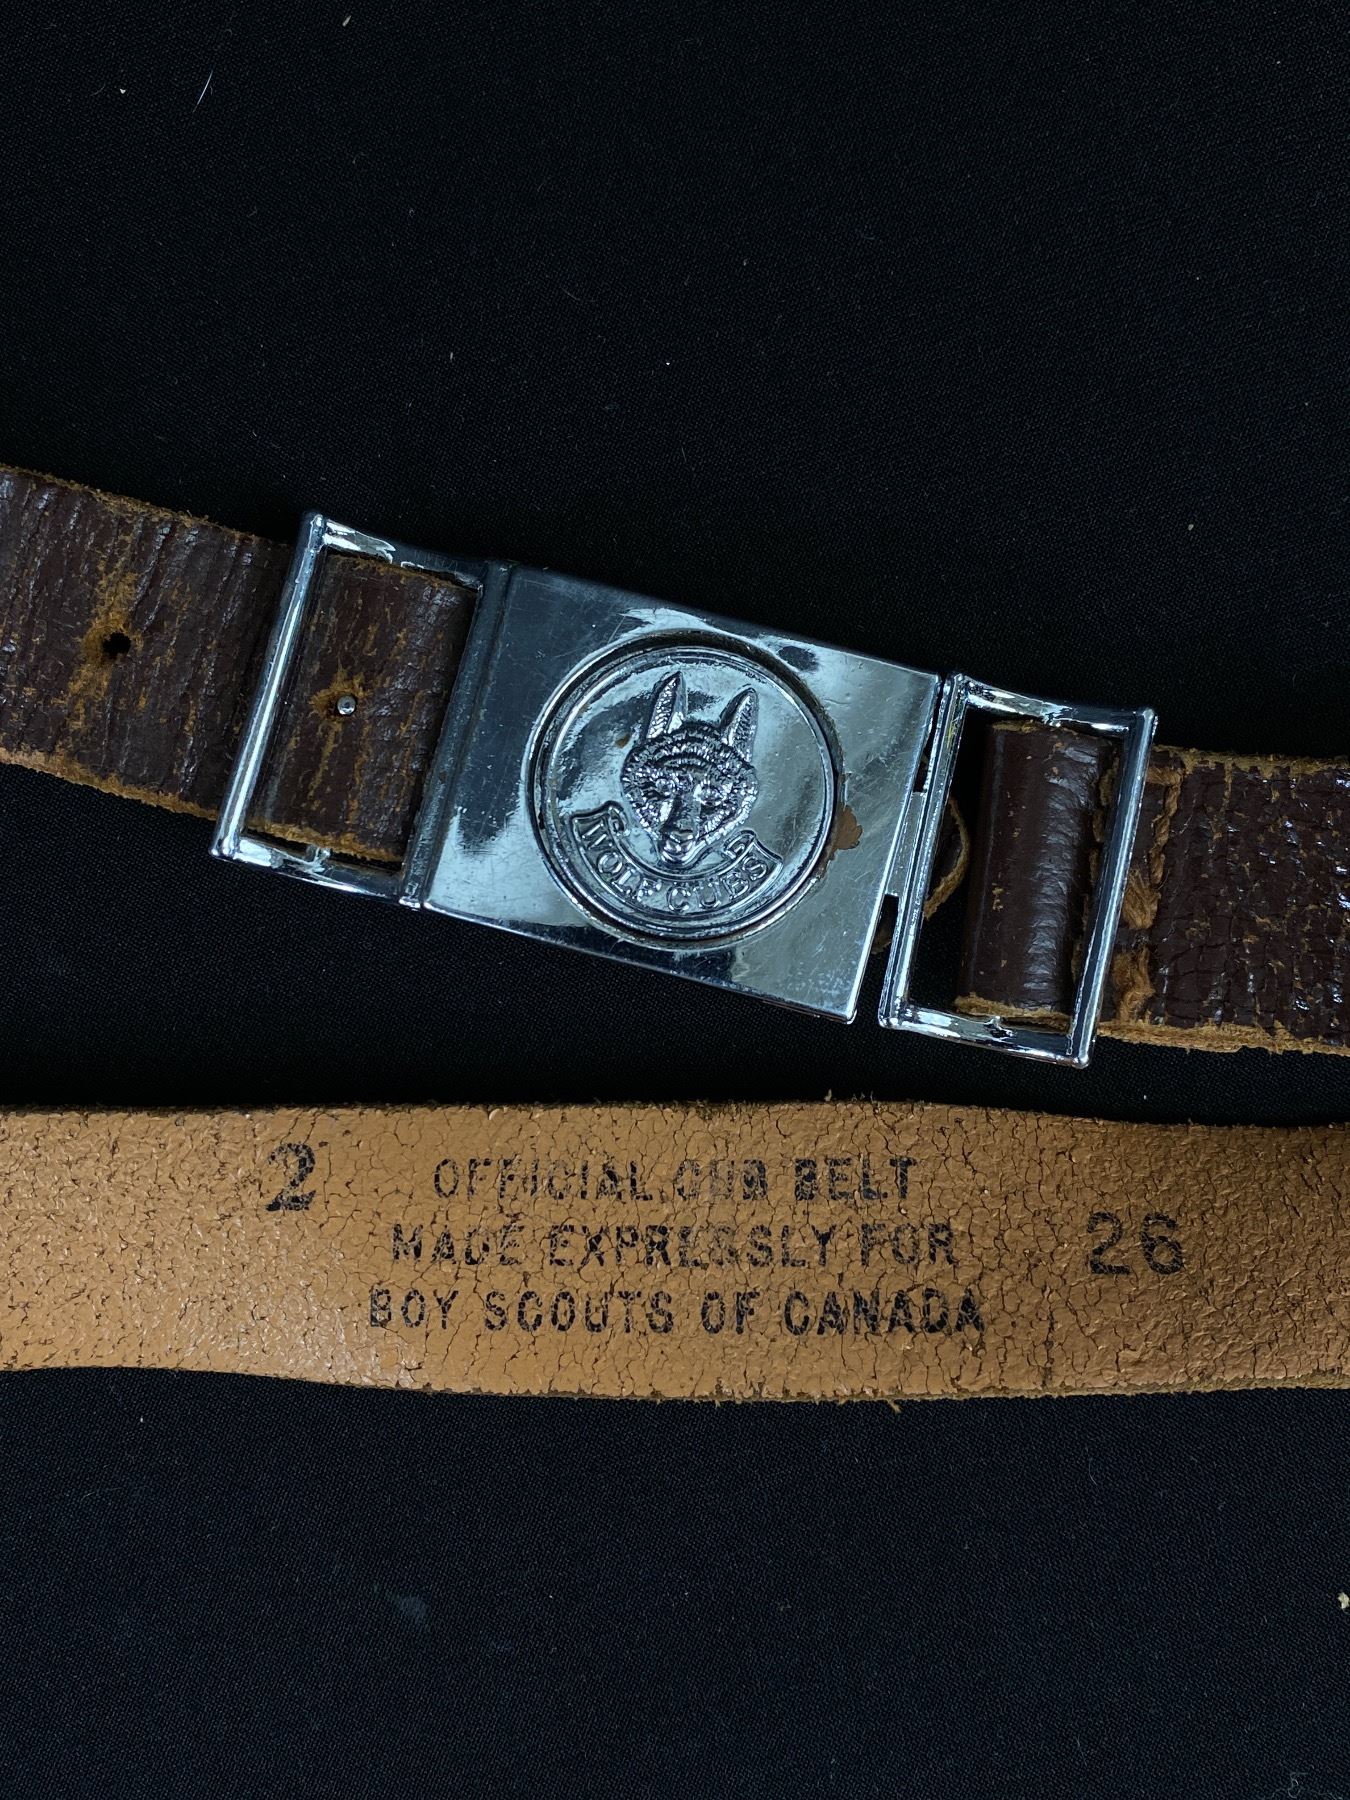 WOLF CUBS
2
OFFICIAL CUB BELT
MADE EXPRESSLY FOR
BOY SCOUTS OF CANADA
26